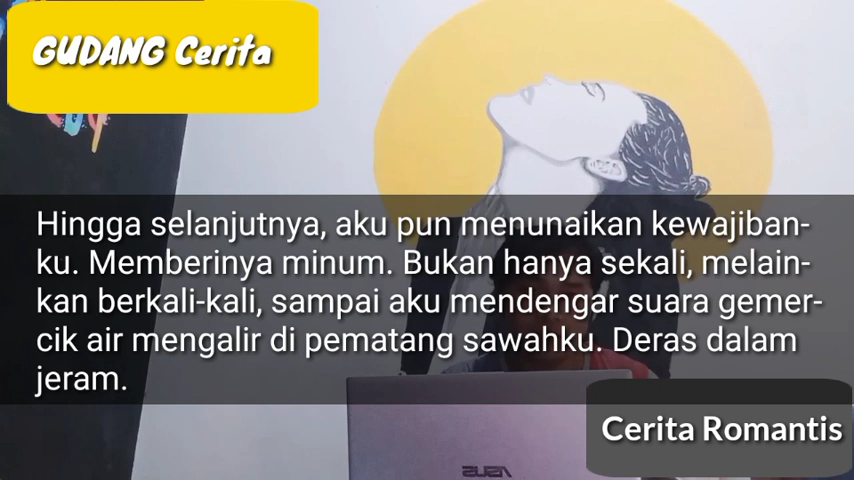 GUDANG Cerita
Hingga selanjutnya, aku pun menunaikan kewajiban-
ku. Memberinya minum. Bukan hanya sekali, melain-
kan berkali-kali, sampai aku mendengar suara gemer-
cik air mengalir di pematang sawahku. Deras dalam
jeram.
Cerita Romantis